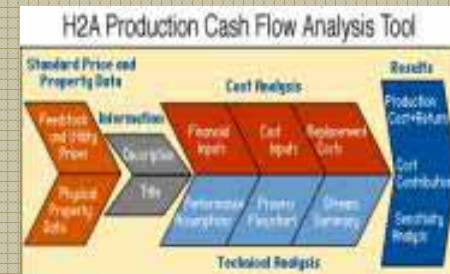 H2A Production Cash Flow Analysis Tool
Standard Price and
Property Data
Information
Cost Analysis
Results
Feedstock
and Utility
Prices
Physical
Property
Data
Description
Title
Financial
Inputs
Cost
Inputs
Replacement
Costs
Performance
Assumptions
Process
Flowsheet
Stream
Summary
Technical Analysis
Production
Cost+Return
Cost
Contribution
Sensitivity
Analysis